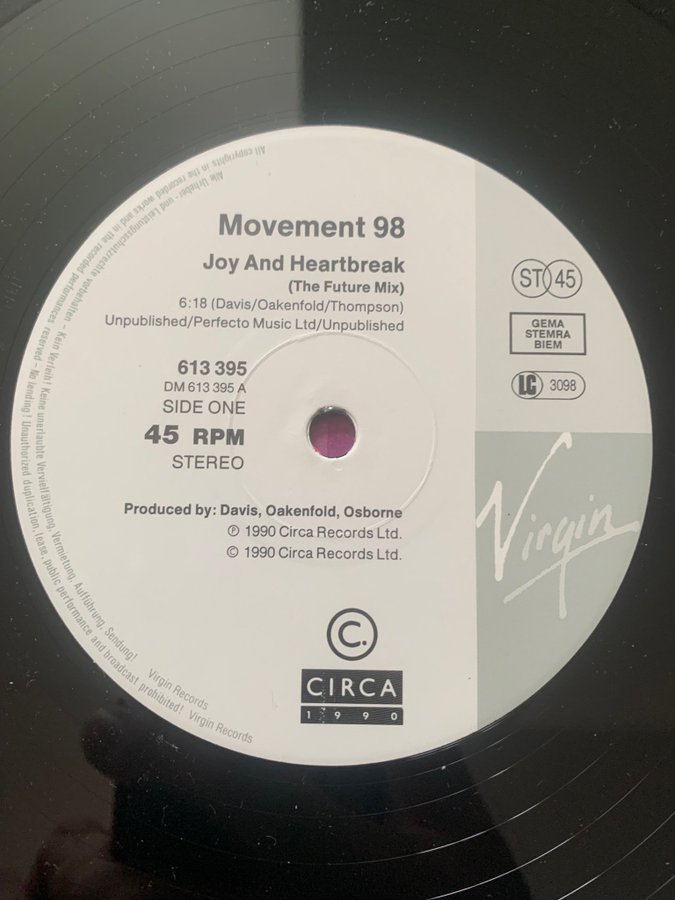 Movement 98
Joy And Heartbreak
(The Future Mix)
6:18 (Davis/Oakenfold/Thompson)
Unpublished/Perfecto Music Ltd/Unpublished
613 395
DM 613 395 A
SIDE ONE
45 RPM
STEREO
ST 45
GEMA
STEMRA
BIEM
LC 3098
Virgin
Produced by: Davis, Oakenfold, Osborne
℗ 1990 Circa Records Ltd.
© 1990 Circa Records Ltd.
C.
CIRCA
1990
Alle Urheber- und Leistungsschutzrechte vorbehalten – Kein Verleih! Keine unerlaubte Vervielfältigung, Vermietung, Aufführung, Sendung! Virgin Records
All copyrights in the recorded works and in the recorded performances reserved – No lending! Unauthorized duplication, lease, public performance and broadcast prohibited! Virgin Records